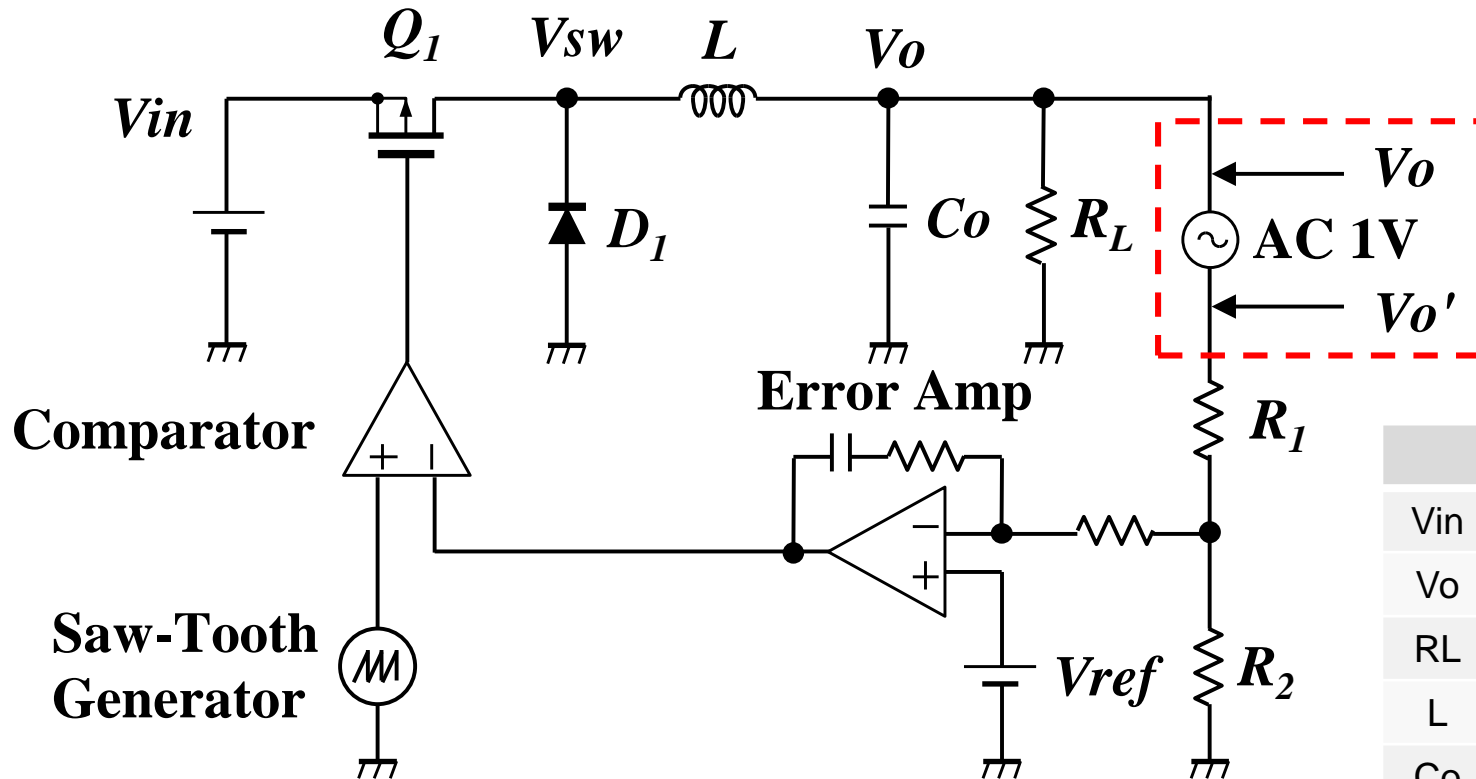 Q1
Vsw
L
Vo
Vin
D1
Co
RL
Vo
AC 1V
Vo'
Error Amp
Comparator
+
−
R1
−
+
Saw-Tooth
Generator
Vref
R2
Vin
Vo
RL
L